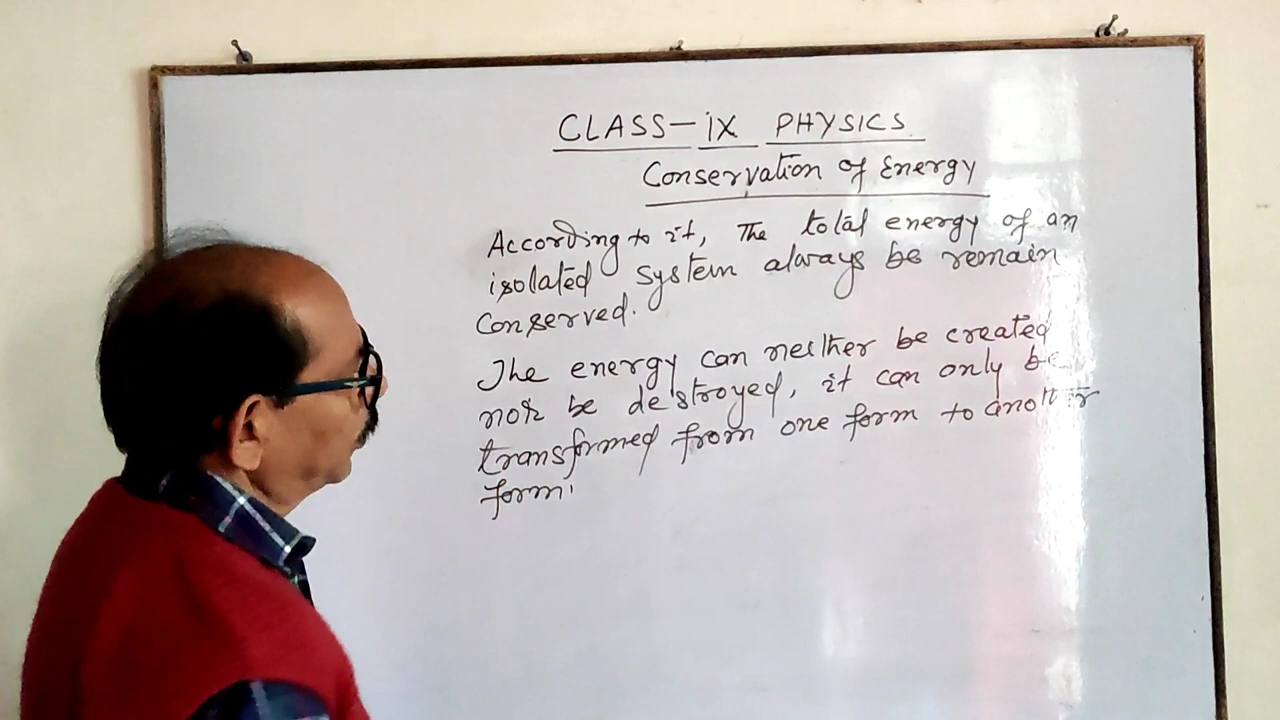 CLASS-IX PHYSICS
Conservation of Energy
According to it, The total energy of an
isolated system always be remain
conserved.
The energy can neither be created
nor be destroyed, it can only be
transformed from one form to another
form.